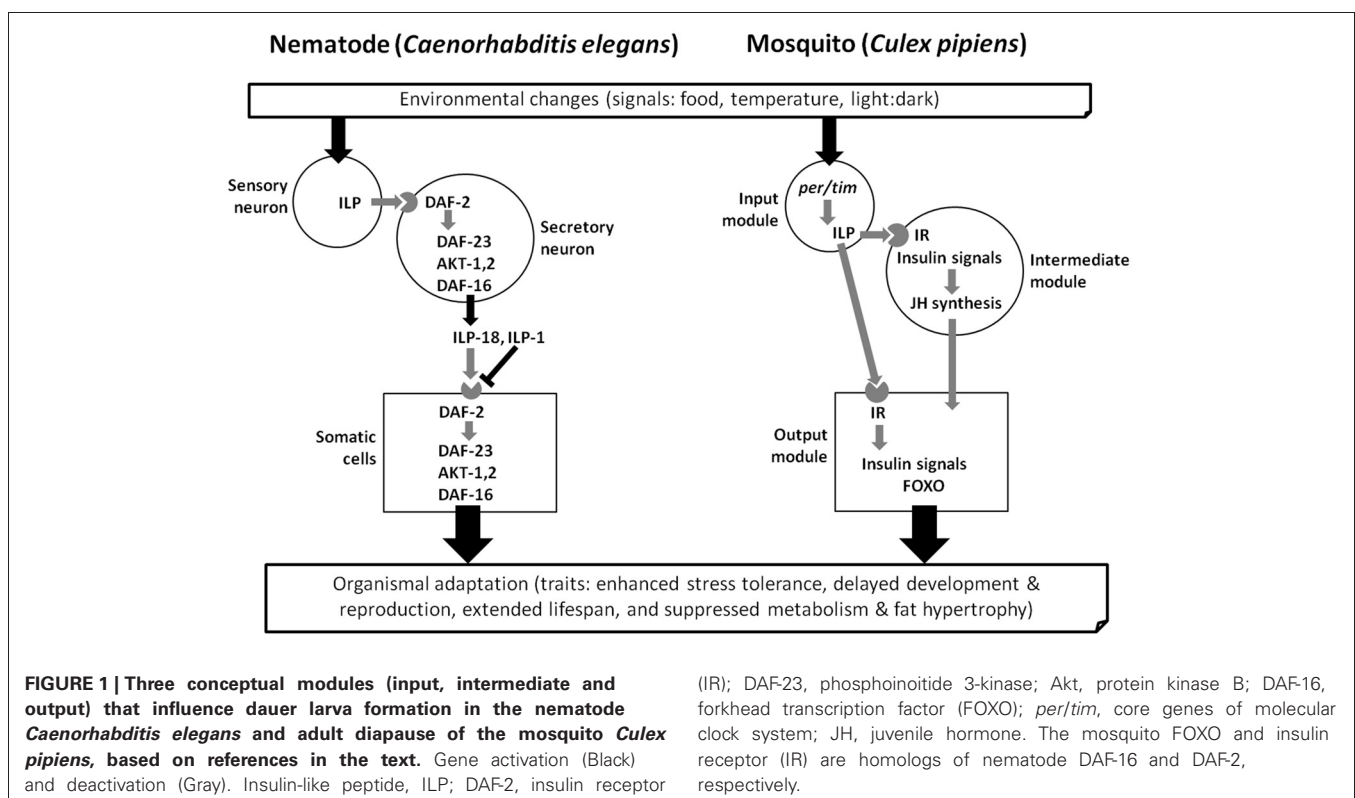 Nematode (Caenorhabditis elegans)
Mosquito (Culex pipiens)
Environmental changes (signals: food, temperature, light:dark)
Sensory
neuron
ILP
DAF-2
DAF-23
AKT-1,2
DAF-16
Secretory
neuron
ILP-18, ILP-1
Somatic
cells
DAF-2
DAF-23
AKT-1,2
DAF-16
Input
module
per/tim
ILP
IR
Insulin signals
JH synthesis
Intermediate
module
Output
module
IR
Insulin signals
FOXO
Organismal adaptation (traits: enhanced stress tolerance, delayed development &
reproduction, extended lifespan, and suppressed metabolism & fat hypertrophy)
FIGURE 1 | Three conceptual modules (input, intermediate and
output) that influence dauer larva formation in the nematode
Caenorhabditis elegans and adult diapause of the mosquito Culex
pipiens, based on references in the text. Gene activation (Black)
and deactivation (Gray). Insulin-like peptide, ILP; DAF-2, insulin receptor
(IR); DAF-23, phosphoinoitide 3-kinase; Akt, protein kinase B; DAF-16,
forkhead transcription factor (FOXO); per/tim, core genes of molecular
clock system; JH, juvenile hormone. The mosquito FOXO and insulin
receptor (IR) are homologs of nematode DAF-16 and DAF-2,
respectively.